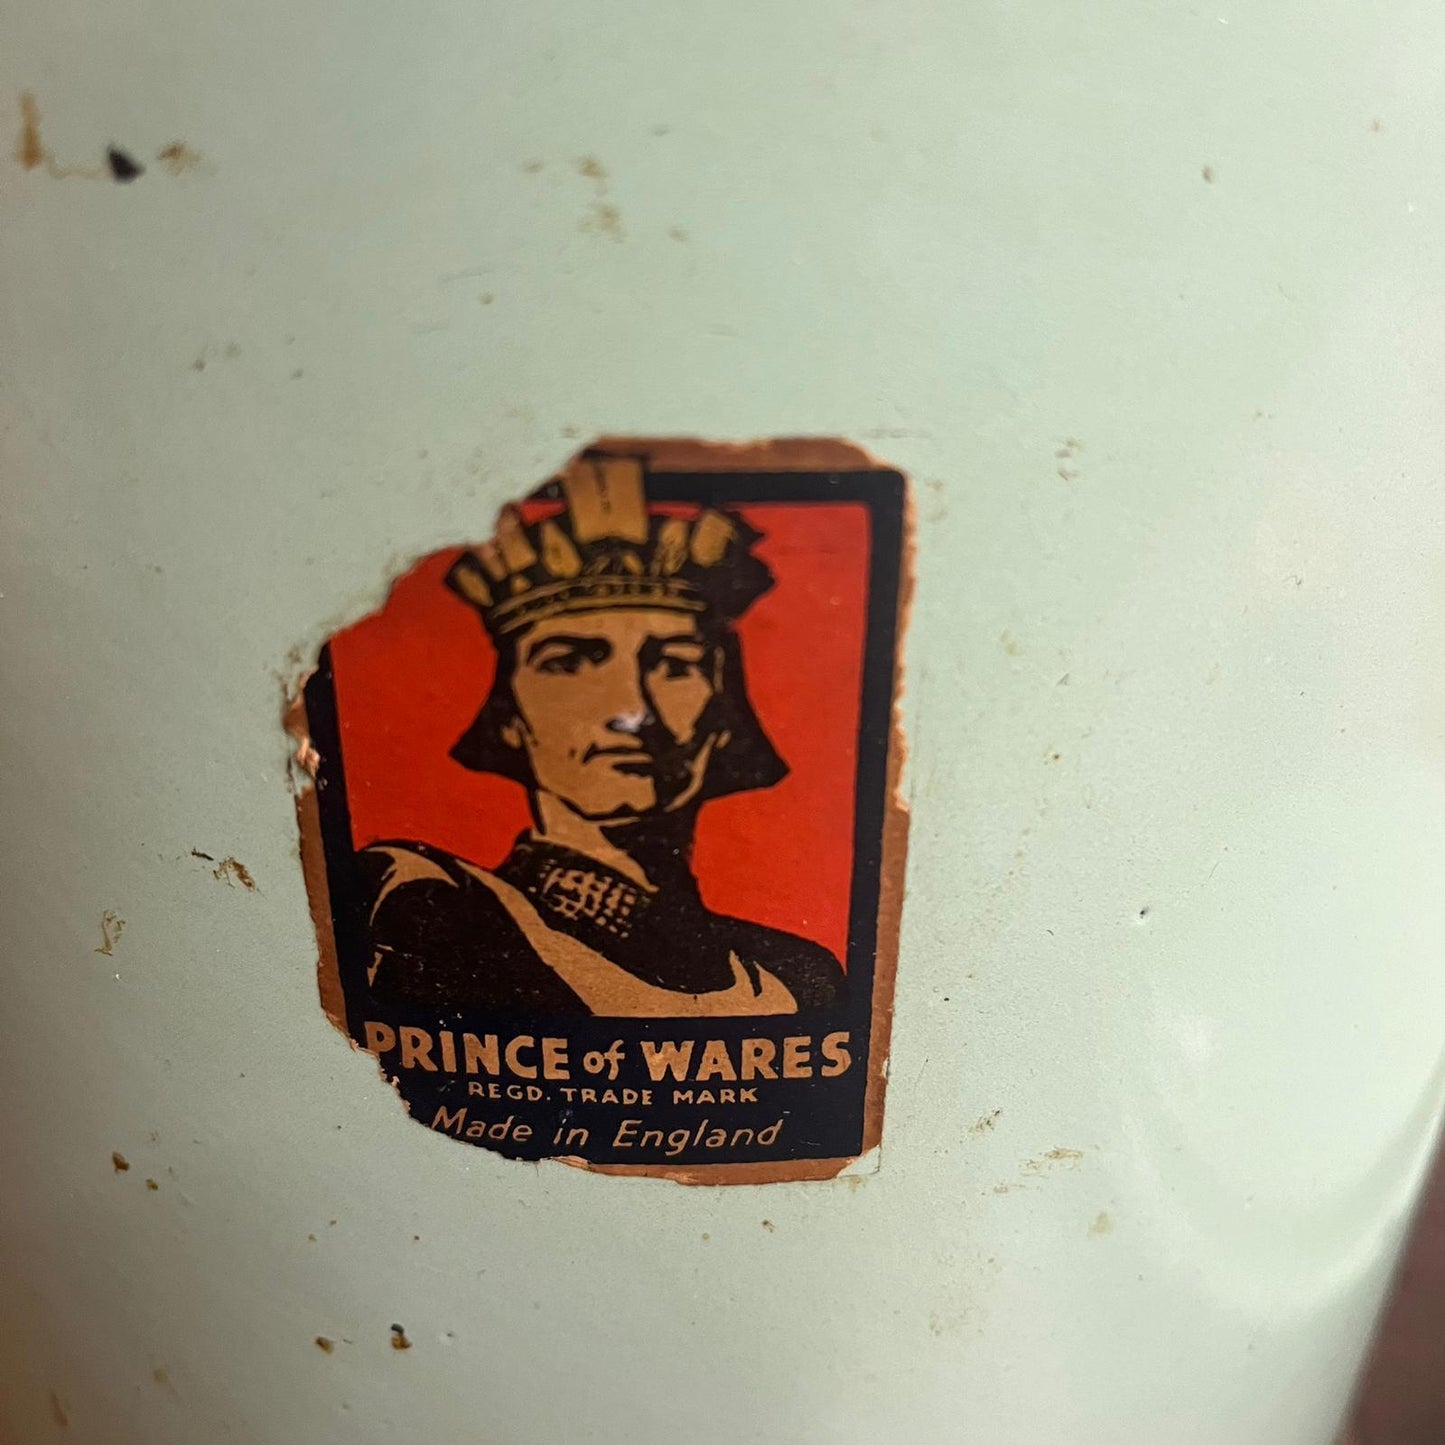 PRINCE of WARES
REGD. TRADE MARK
Made in England